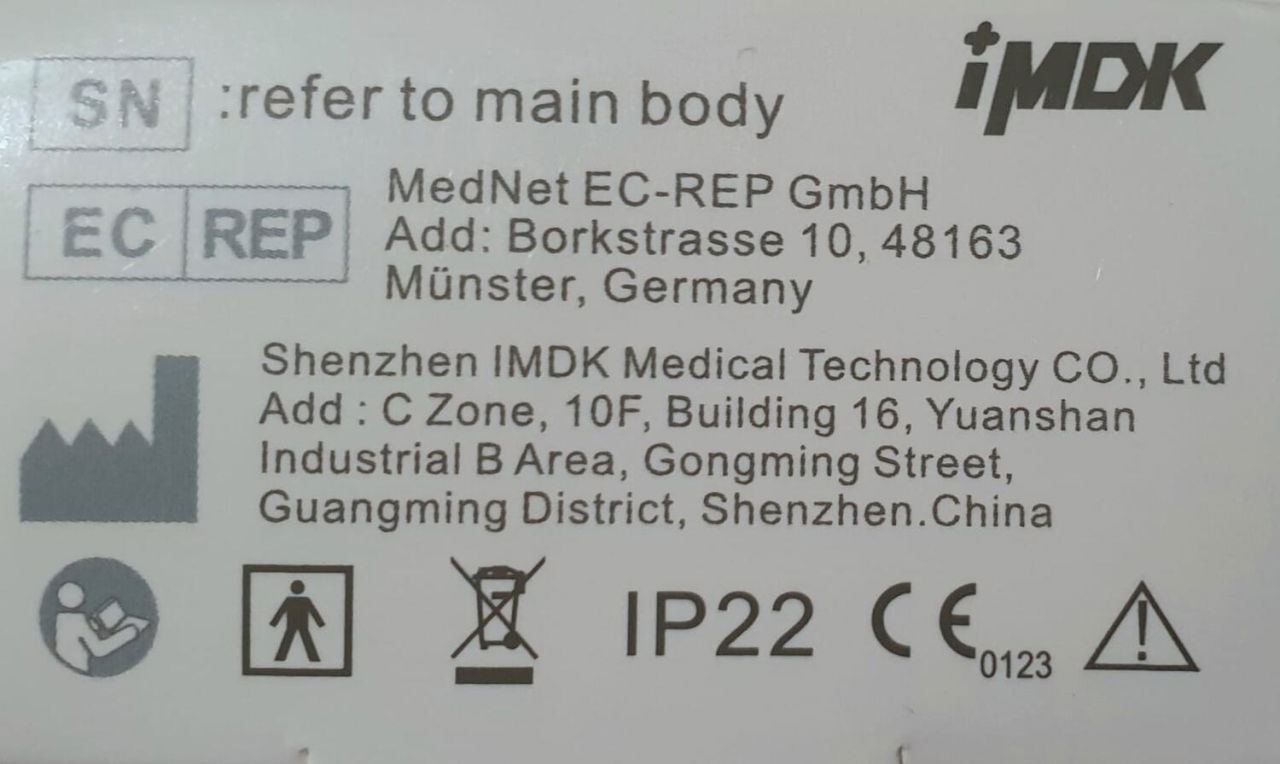 iMDK
SN :refer to main body
EC REP
MedNet EC-REP GmbH
Add: Borkstrasse 10, 48163
Münster, Germany
Shenzhen IMDK Medical Technology CO., Ltd
Add : C Zone, 10F, Building 16, Yuanshan
Industrial B Area, Gongming Street,
Guangming District, Shenzhen.China
IP22 CE 0123